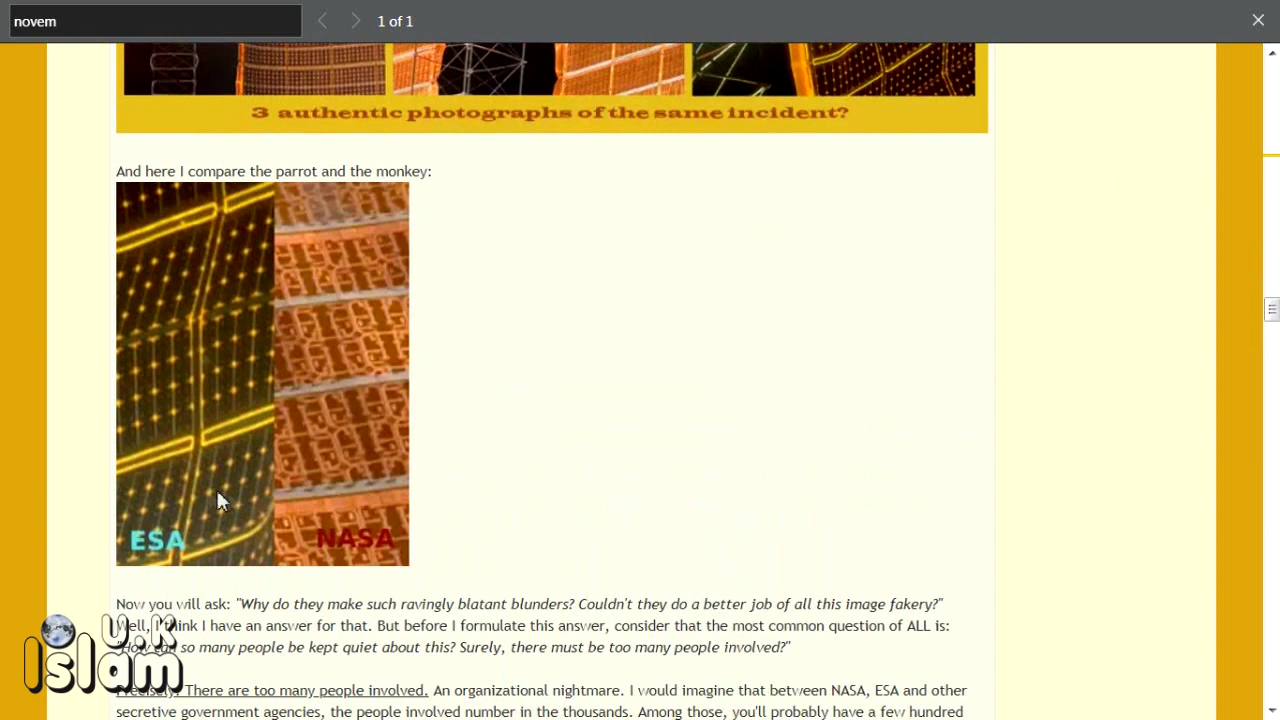 novem
1 of 1
3 authentic photographs of the same incident?
And here I compare the parrot and the monkey:
ESA
NASA
Now you will ask: "Why do they make such ravingly blatant blunders? Couldn't they do a better job of all this image fakery?"
Well, I think I have an answer for that. But before I formulate this answer, consider that the most common question of ALL is:
"How can so many people be kept quiet about this? Surely, there must be too many people involved?"
U.K
Islam
Precisely. There are too many people involved. An organizational nightmare. I would imagine that between NASA, ESA and other
secretive government agencies, the people involved number in the thousands. Among those, you'll probably have a few hundred